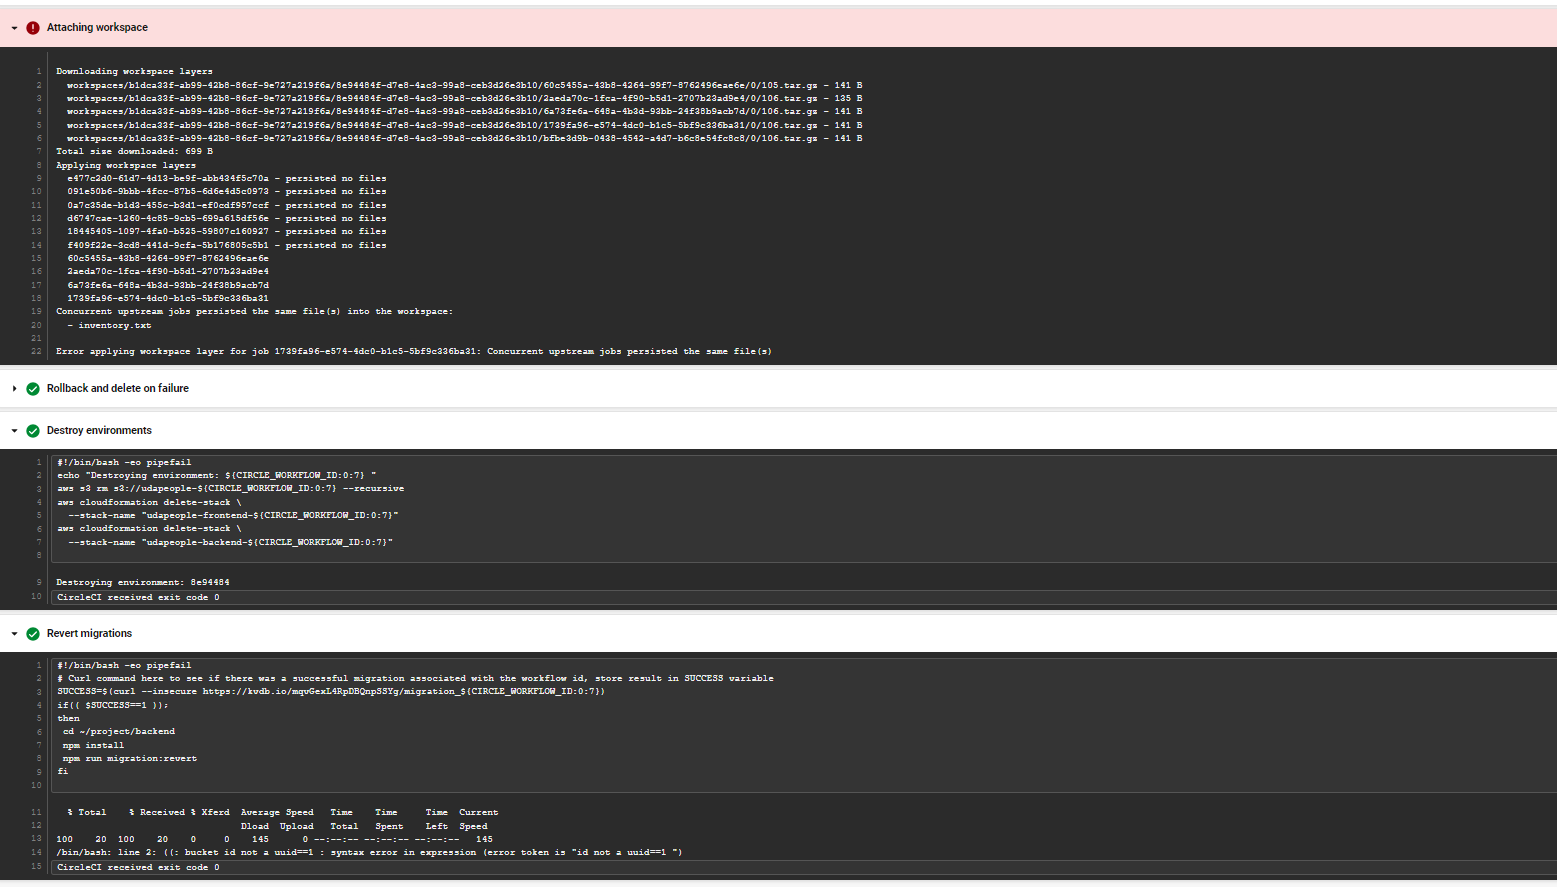 Attaching workspace
1 Downloading workspace layers
2 workspaces/b1dca33f-ab99-42b8-86cf-9e727a219f6a/8e94484f-d7e8-4ac3-99a8-ceb3d26e3b10/60c5455a-43b8-4264-99f7-8762496eae6e/0/105.tar.gz - 141 B
3 workspaces/b1dca33f-ab99-42b8-86cf-9e727a219f6a/8e94484f-d7e8-4ac3-99a8-ceb3d26e3b10/2aeda70c-1fca-4f90-b5d1-2707b23ad9e4/0/106.tar.gz - 135 B
4 workspaces/b1dca33f-ab99-42b8-86cf-9e727a219f6a/8e94484f-d7e8-4ac3-99a8-ceb3d26e3b10/6a73fe6a-648a-4b3d-93bb-24f38b9acb7d/0/106.tar.gz - 141 B
5 workspaces/b1dca33f-ab99-42b8-86cf-9e727a219f6a/8e94484f-d7e8-4ac3-99a8-ceb3d26e3b10/1739fa96-e574-4dc0-b1c5-5bf9c336ba31/0/106.tar.gz - 141 B
6 workspaces/b1dca33f-ab99-42b8-86cf-9e727a219f6a/8e94484f-d7e8-4ac3-99a8-ceb3d26e3b10/bfbe3d9b-0438-4542-a4d7-b6c8e54fc8c8/0/106.tar.gz - 141 B
7 Total size downloaded: 699 B
8 Applying workspace layers
9 e477c2d0-61d7-4d13-be9f-abb434f5c70a - persisted no files
10 091e50b6-9bbb-4fcc-87b5-6d6e4d5c0973 - persisted no files
11 0a7c35de-b1d3-455c-b3d1-ef0cdf957ccf - persisted no files
12 d6747cae-1260-4c85-9cb5-699a615df56e - persisted no files
13 18445405-1097-4fa0-b525-59807c160927 - persisted no files
14 f409f22e-3cd8-441d-9cfa-5b176805c5b1 - persisted no files
15 60c5455a-43b8-4264-99f7-8762496eae6e
16 2aeda70c-1fca-4f90-b5d1-2707b23ad9e4
17 6a73fe6a-648a-4b3d-93bb-24f38b9acb7d
18 1739fa96-e574-4dc0-b1c5-5bf9c336ba31
19 Concurrent upstream jobs persisted the same file(s) into the workspace:
20 - inventory.txt
21
22 Error applying workspace layer for job 1739fa96-e574-4dc0-b1c5-5bf9c336ba31: Concurrent upstream jobs persisted the same file(s)
Rollback and delete on failure
Destroy environments
1 #!/bin/bash -eo pipefail
2 echo "Destroying environment: ${CIRCLE_WORKFLOW_ID:0:7} "
3 aws s3 rm s3://udapeople-${CIRCLE_WORKFLOW_ID:0:7} --recursive
4 aws cloudformation delete-stack \
5 --stack-name "udapeople-frontend-${CIRCLE_WORKFLOW_ID:0:7}"
6 aws cloudformation delete-stack \
7 --stack-name "udapeople-backend-${CIRCLE_WORKFLOW_ID:0:7}"
8
9 Destroying environment: 8e94484
10 CircleCI received exit code 0
Revert migrations
1 #!/bin/bash -eo pipefail
2 # Curl command here to see if there was a successful migration associated with the workflow id, store result in SUCCESS variable
3 SUCCESS=$(curl --insecure https://kvdb.io/mqvGexL4RpDBQnpSSYg/migration_${CIRCLE_WORKFLOW_ID:0:7})
4 if(( $SUCCESS==1 ));
5 then
6 cd ~/project/backend
7 npm install
8 npm run migration:revert
9 fi
10
11 % Total % Received % Xferd Average Speed Time Time Time Current
12 Dload Upload Total Spent Left Speed
13 100 20 100 20 0 0 145 0 --:--:-- --:--:-- --:--:-- 145
14 /bin/bash: line 2: ((: bucket id not a uuid==1 : syntax error in expression (error token is "id not a uuid==1 ")
15 CircleCI received exit code 0